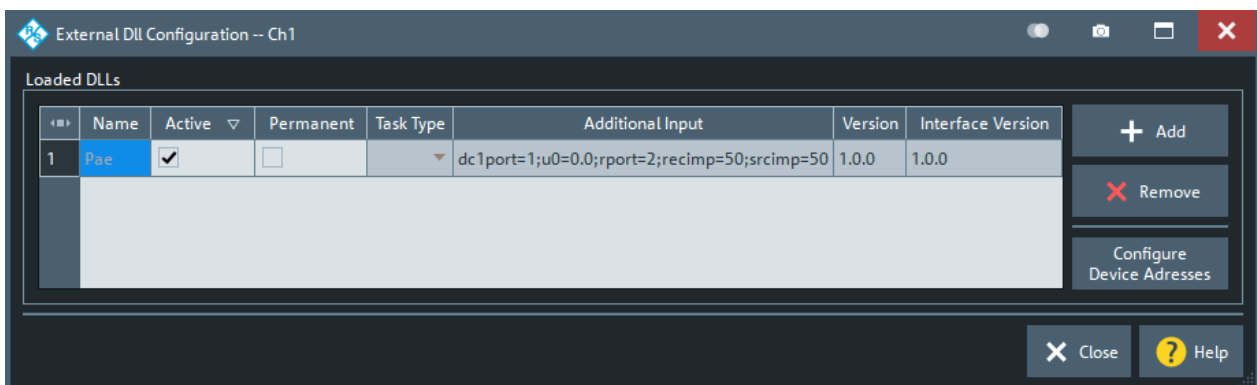 External Dll Configuration -- Ch1
Loaded DLLs
Name Active Permanent Task Type Additional Input Version Interface Version
1 Pae dc1port=1;u0=0.0;rport=2;recimp=50;srcimp=50 1.0.0 1.0.0
Add
Remove
Configure
Device Adresses
Close
Help